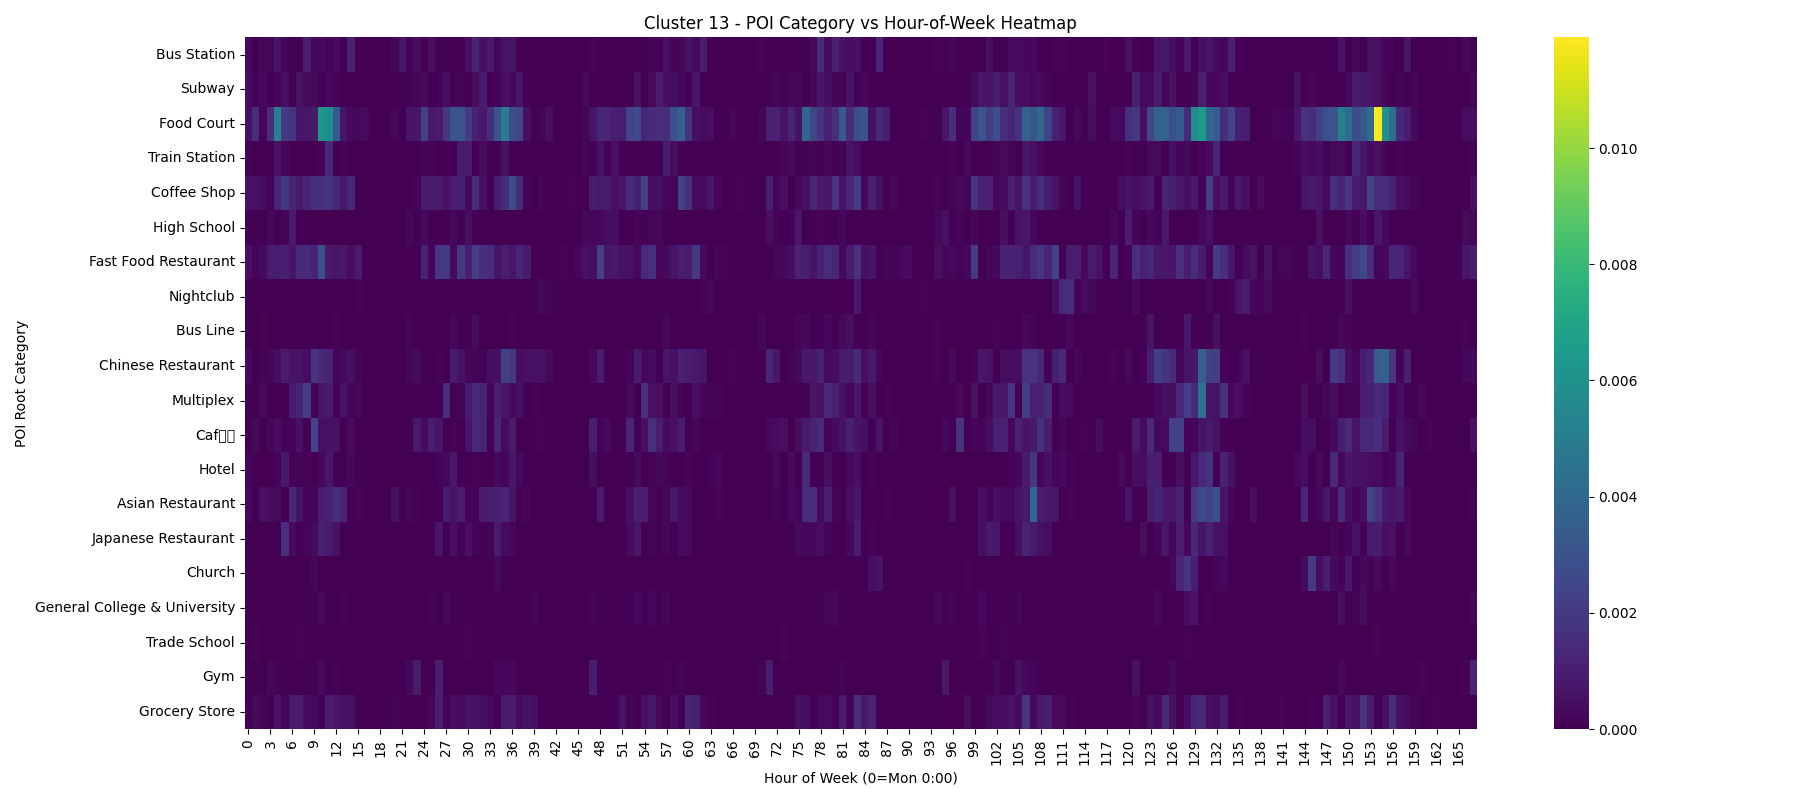 Cluster 13 - POI Category vs Hour-of-Week Heatmap
POI Root Category
Bus Station
Subway
Food Court
Train Station
Coffee Shop
High School
Fast Food Restaurant
Nightclub
Bus Line
Chinese Restaurant
Multiplex
Caf□□
Hotel
Asian Restaurant
Japanese Restaurant
Church
General College & University
Trade School
Gym
Grocery Store
0 3 6 9 12 15 18 21 24 27 30 33 36 39 42 45 48 51 54 57 60 63 66 69 72 75 78 81 84 87 90 93 96 99 102 105 108 111 114 117 120 123 126 129 132 135 138 141 144 147 150 153 156 159 162 165
Hour of Week (0=Mon 0:00)
0.010
0.008
0.006
0.004
0.002
0.000